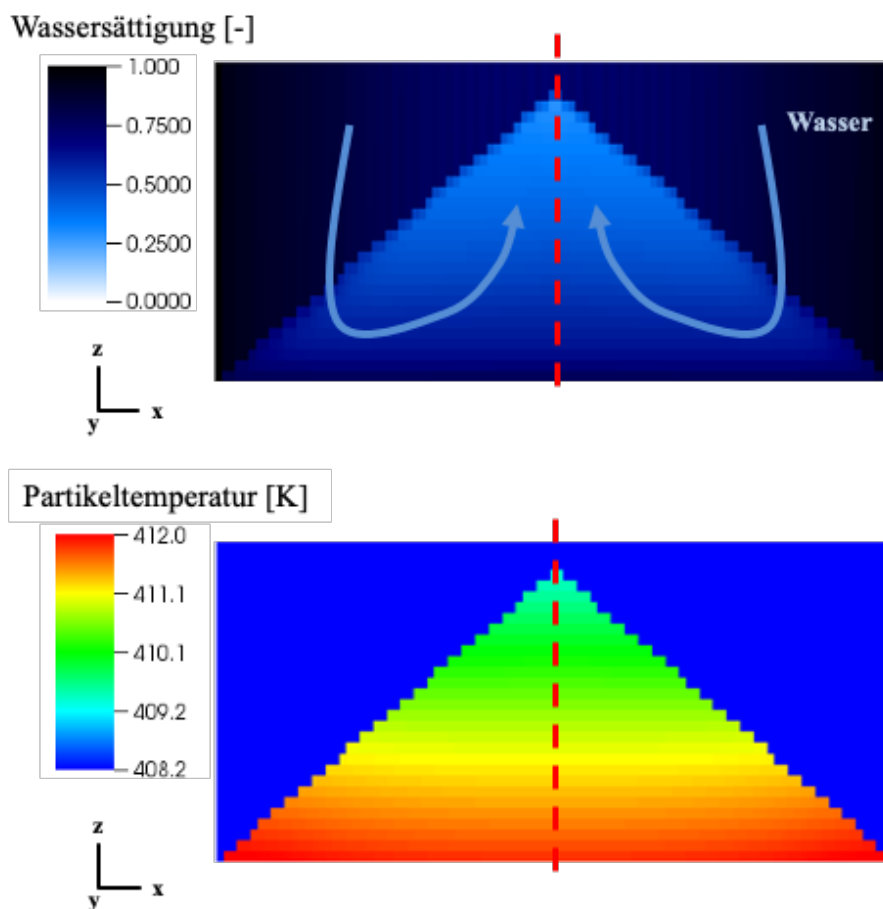 Wassersättigung [-]
1.000
0.7500
0.5000
0.2500
0.0000
Wasser
z
y
x
Partikeltemperatur [K]
412.0
411.1
410.1
409.2
408.2
z
y
x